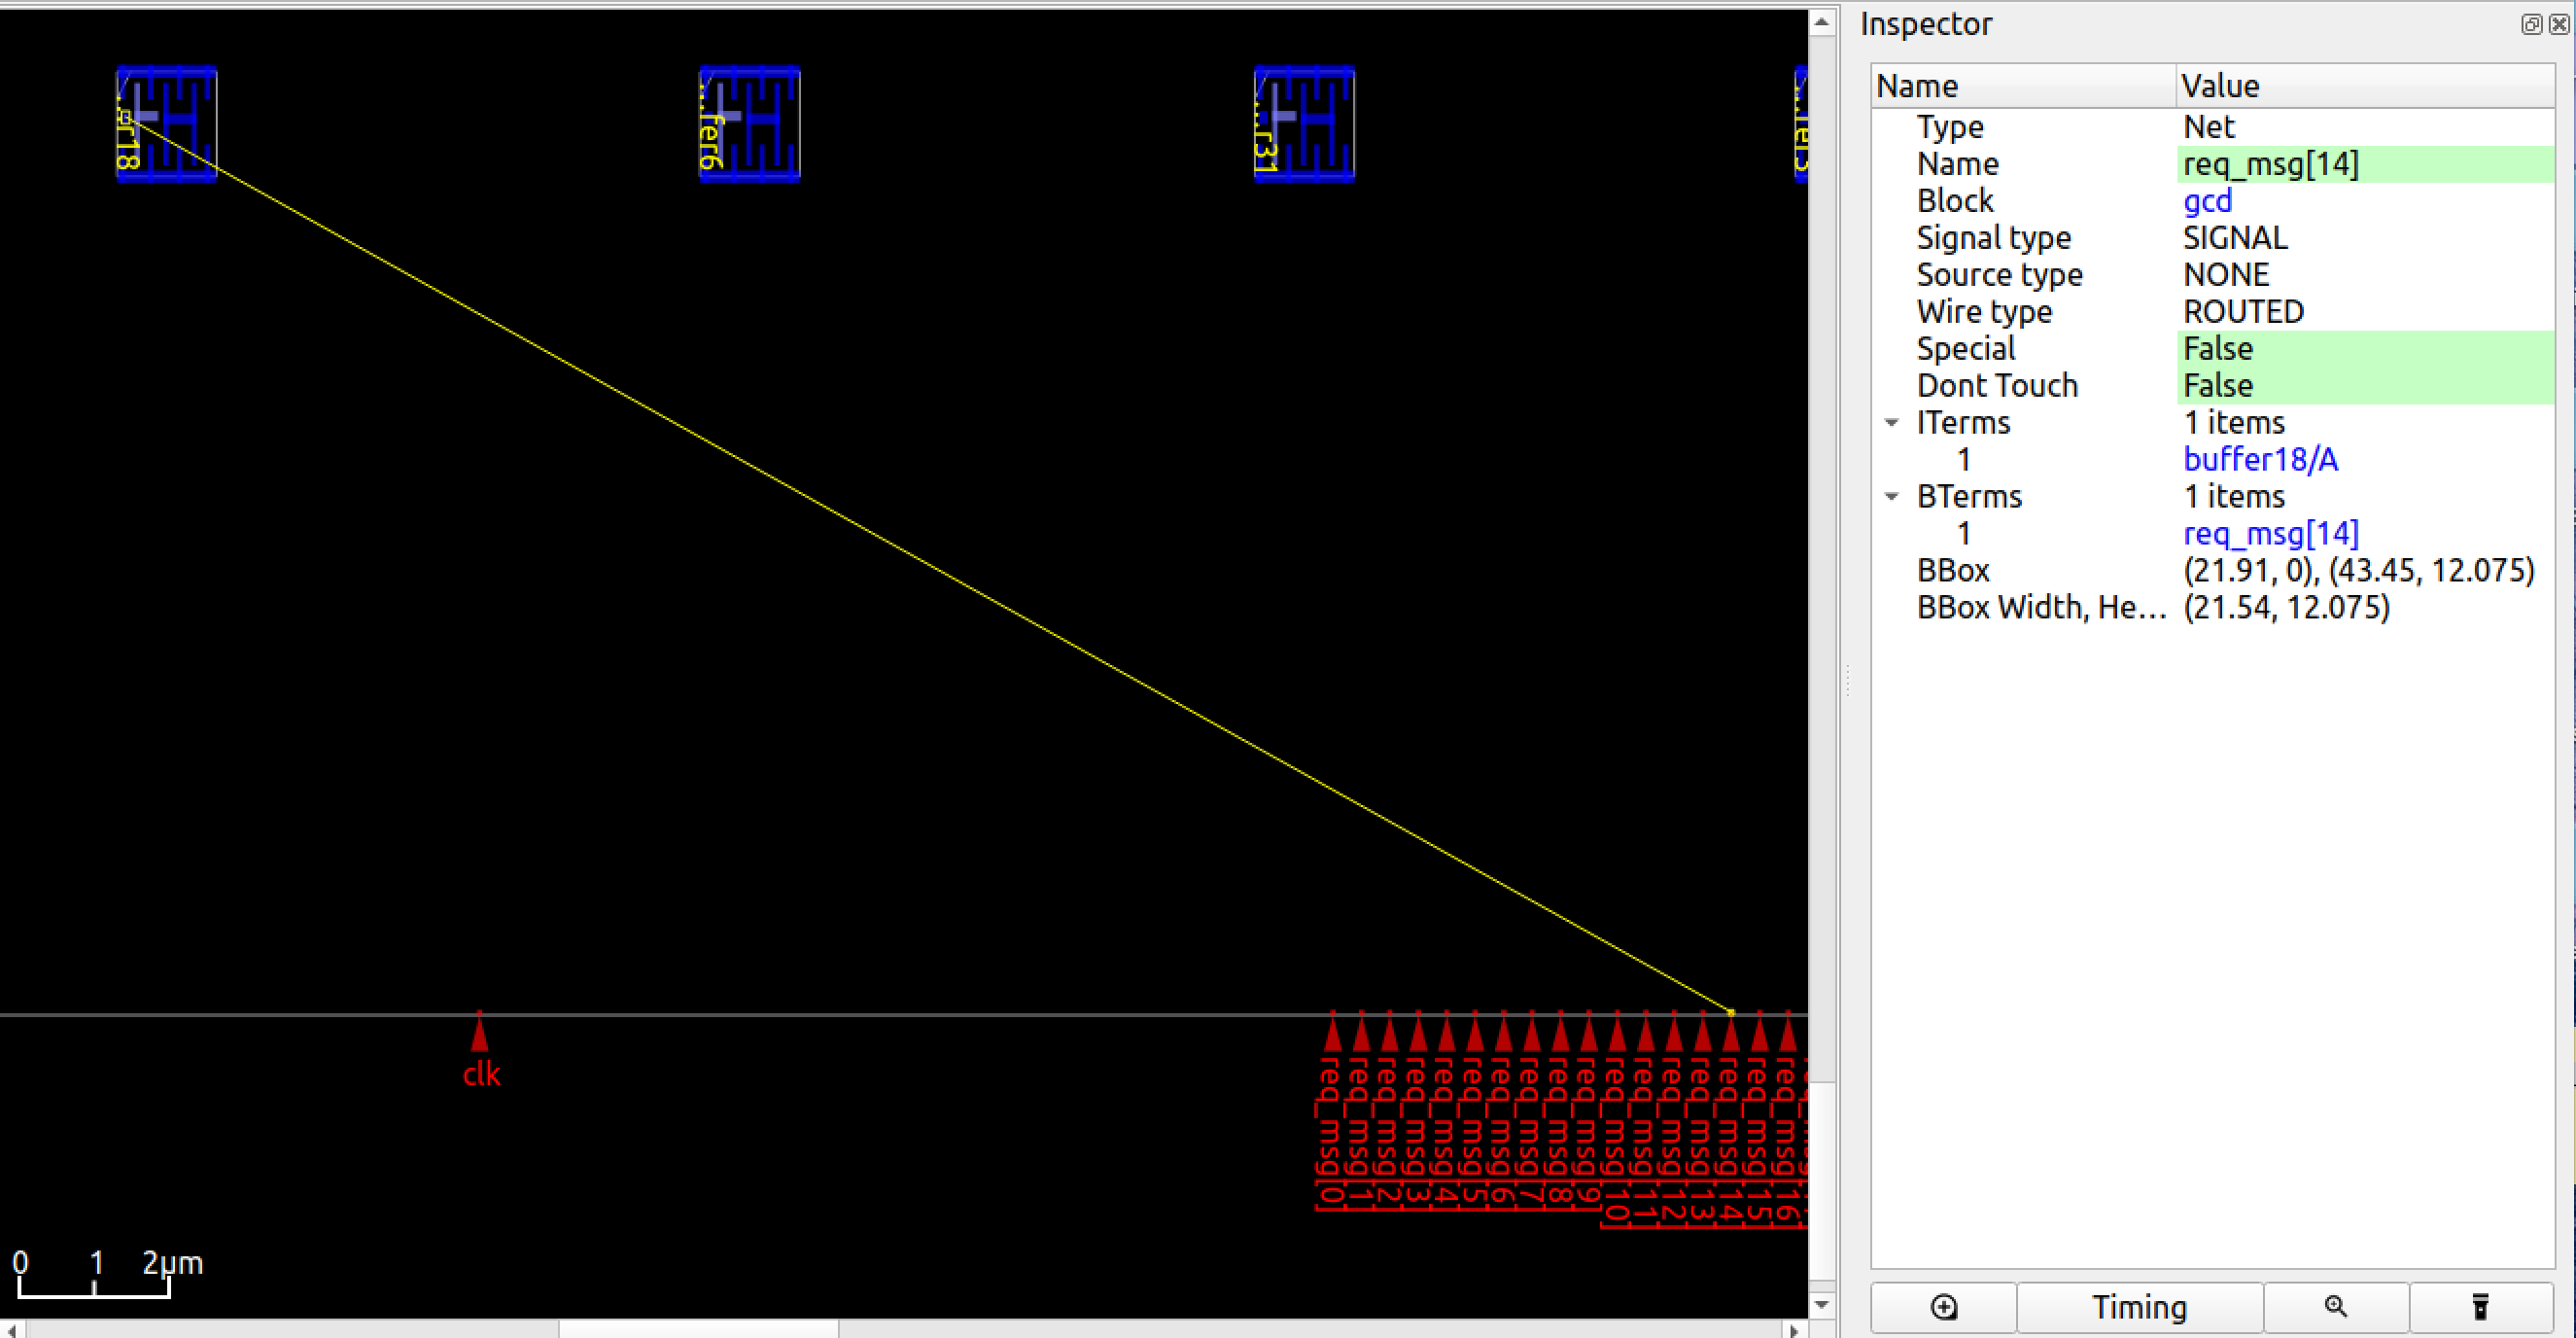 Inspector
Name Value
Type Net
Name req_msg[14]
Block gcd
Signal type SIGNAL
Source type NONE
Wire type ROUTED
Special False
Dont Touch False
ITerms 1 items
1 buffer18/A
BTerms 1 items
1 req_msg[14]
BBox (21.91, 0), (43.45, 12.075)
BBox Width, He... (21.54, 12.075)
Timing
...r18
...fer6
...r31
clk
req_msg[0]
req_msg[1]
req_msg[2]
req_msg[3]
req_msg[4]
req_msg[5]
req_msg[6]
req_msg[7]
req_msg[8]
req_msg[9]
req_msg[10]
req_msg[11]
req_msg[12]
req_msg[13]
req_msg[14]
req_msg[15]
req_msg[16]
0 1 2µm